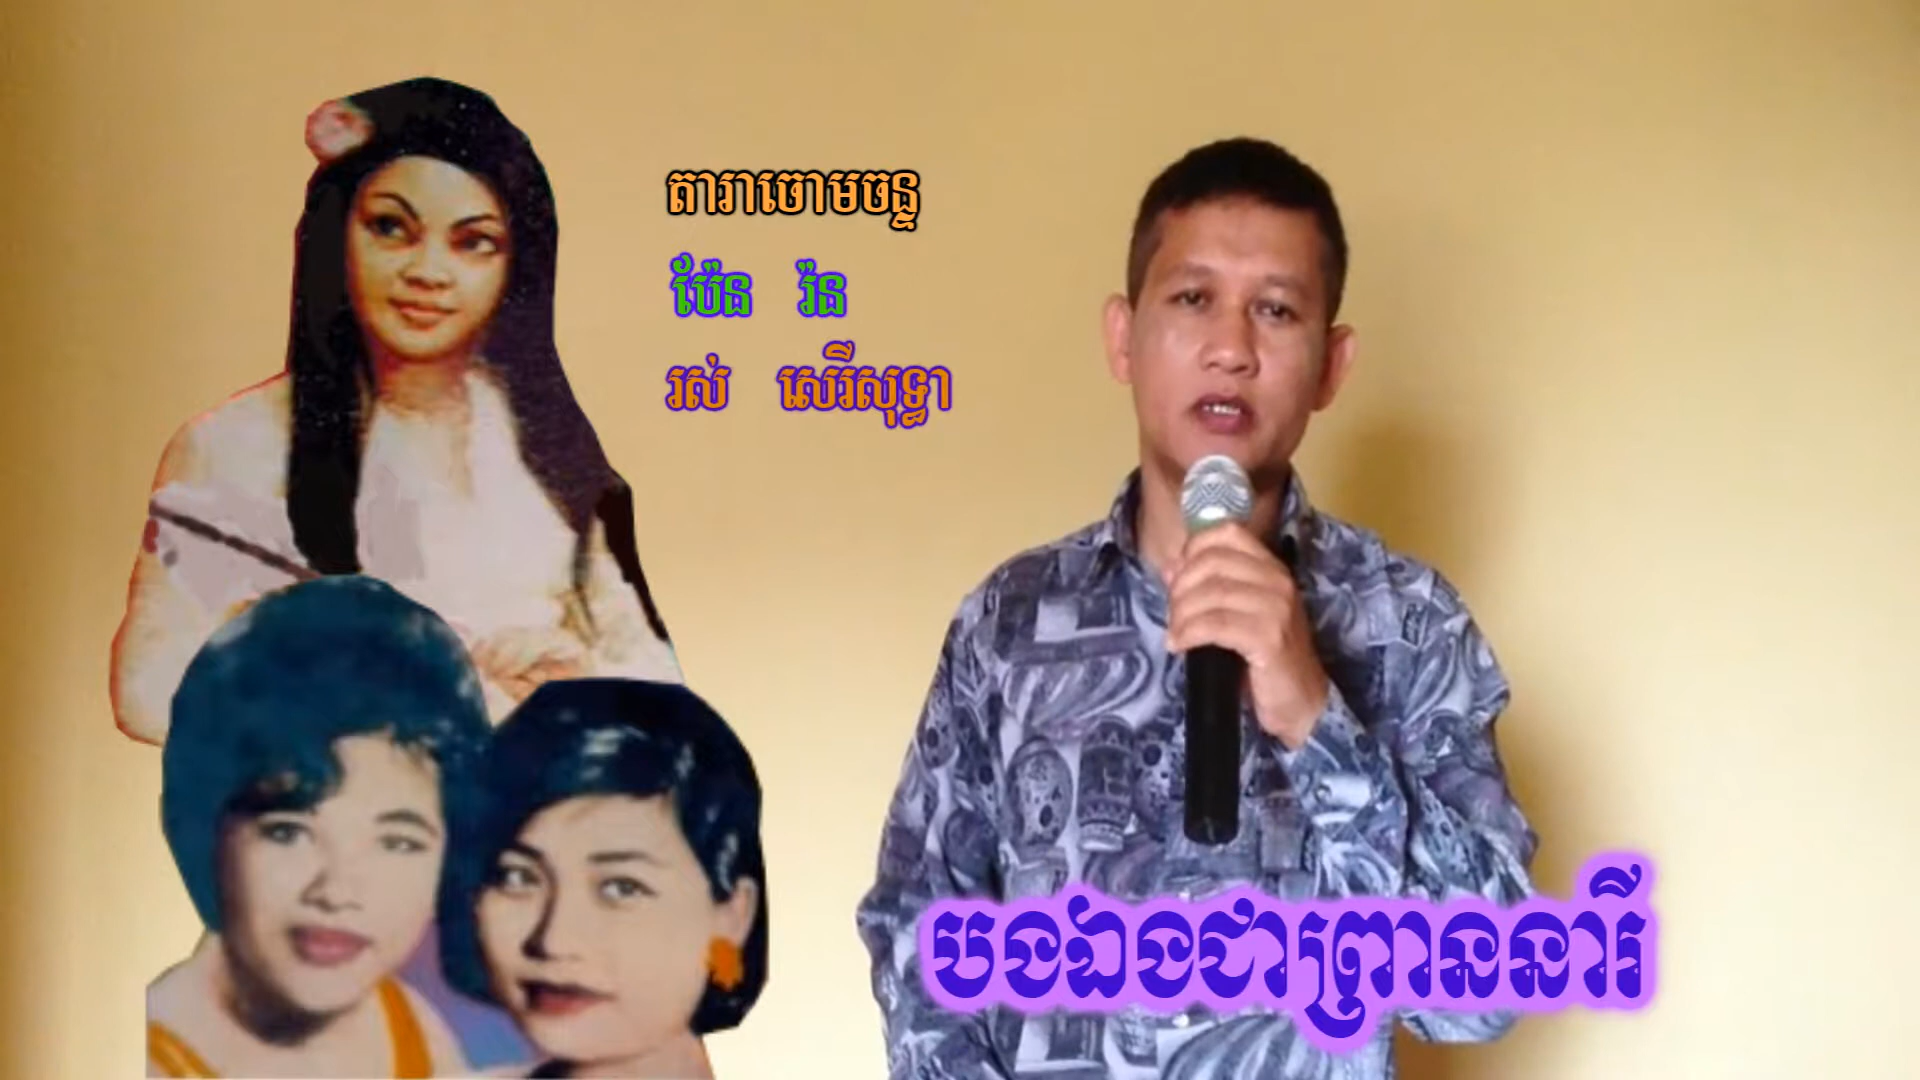 តារាចោមចន្ទ
ប៉ែន រ៉ន
រស់ សេរីសុទ្ធា
បងឯងជាព្រាននារី